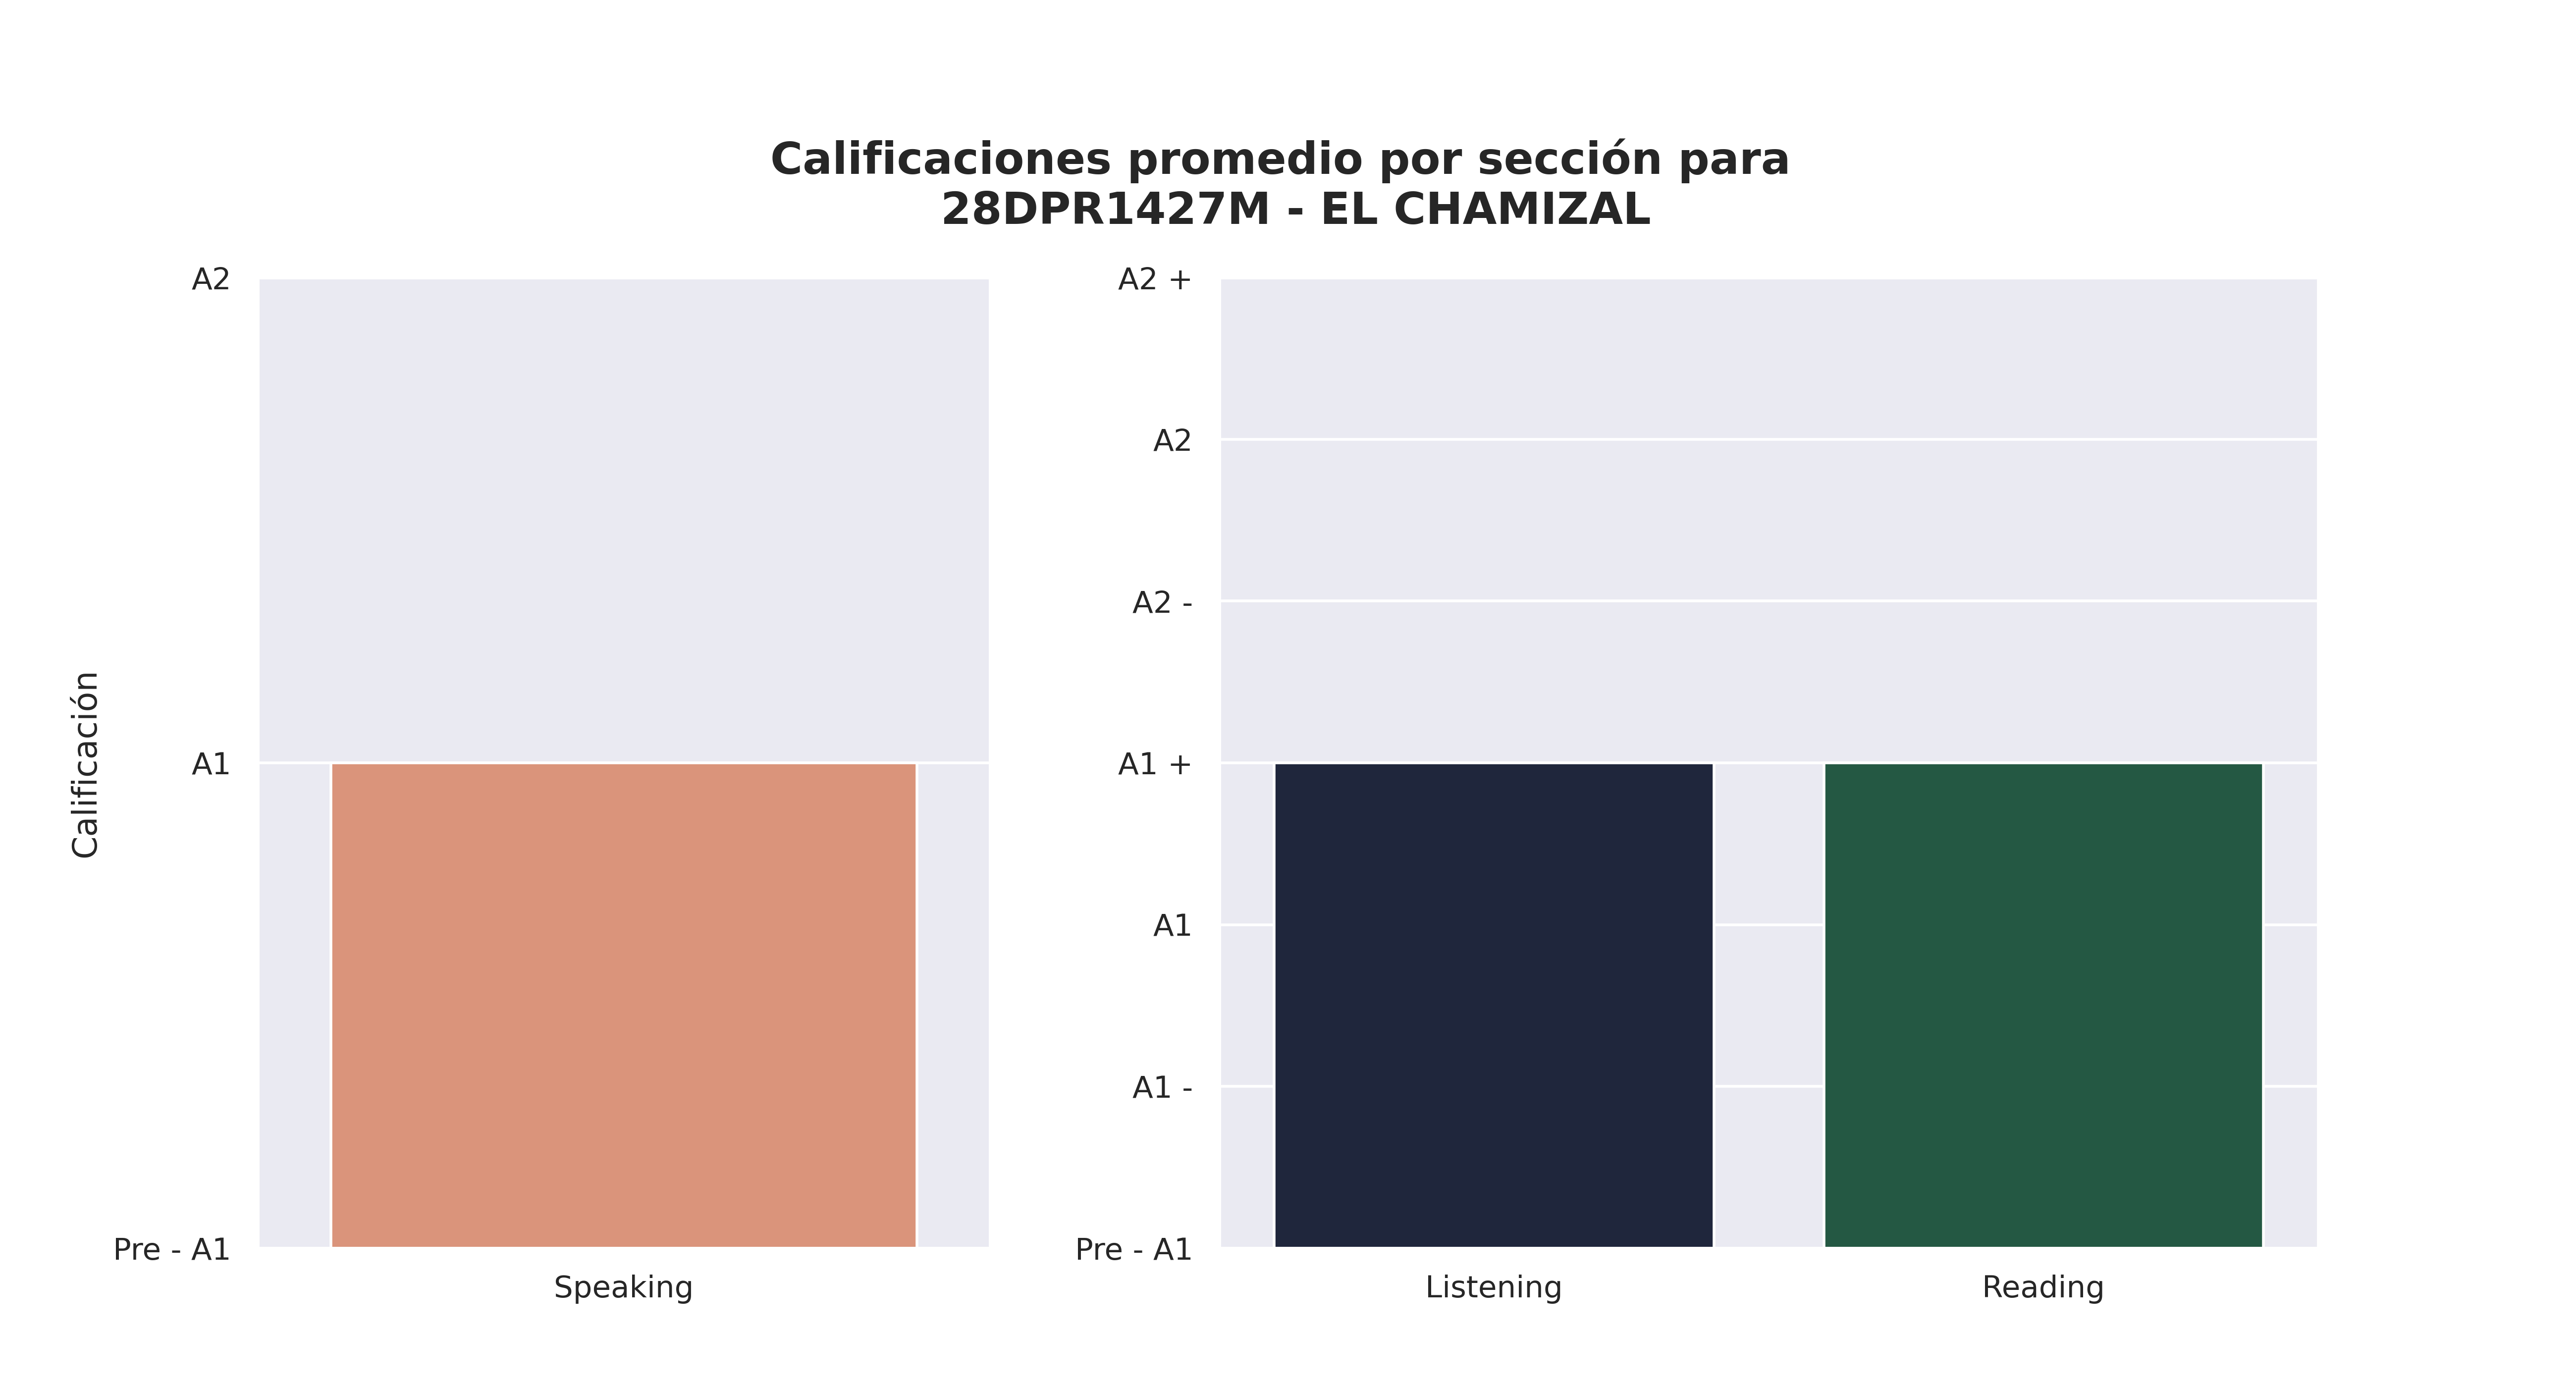 Calificaciones promedio por sección para
28DPR1427M - EL CHAMIZAL
Calificación
A2
A1
Pre - A1
Speaking
A2 +
A2
A2 -
A1 +
A1
A1 -
Pre - A1
Listening
Reading